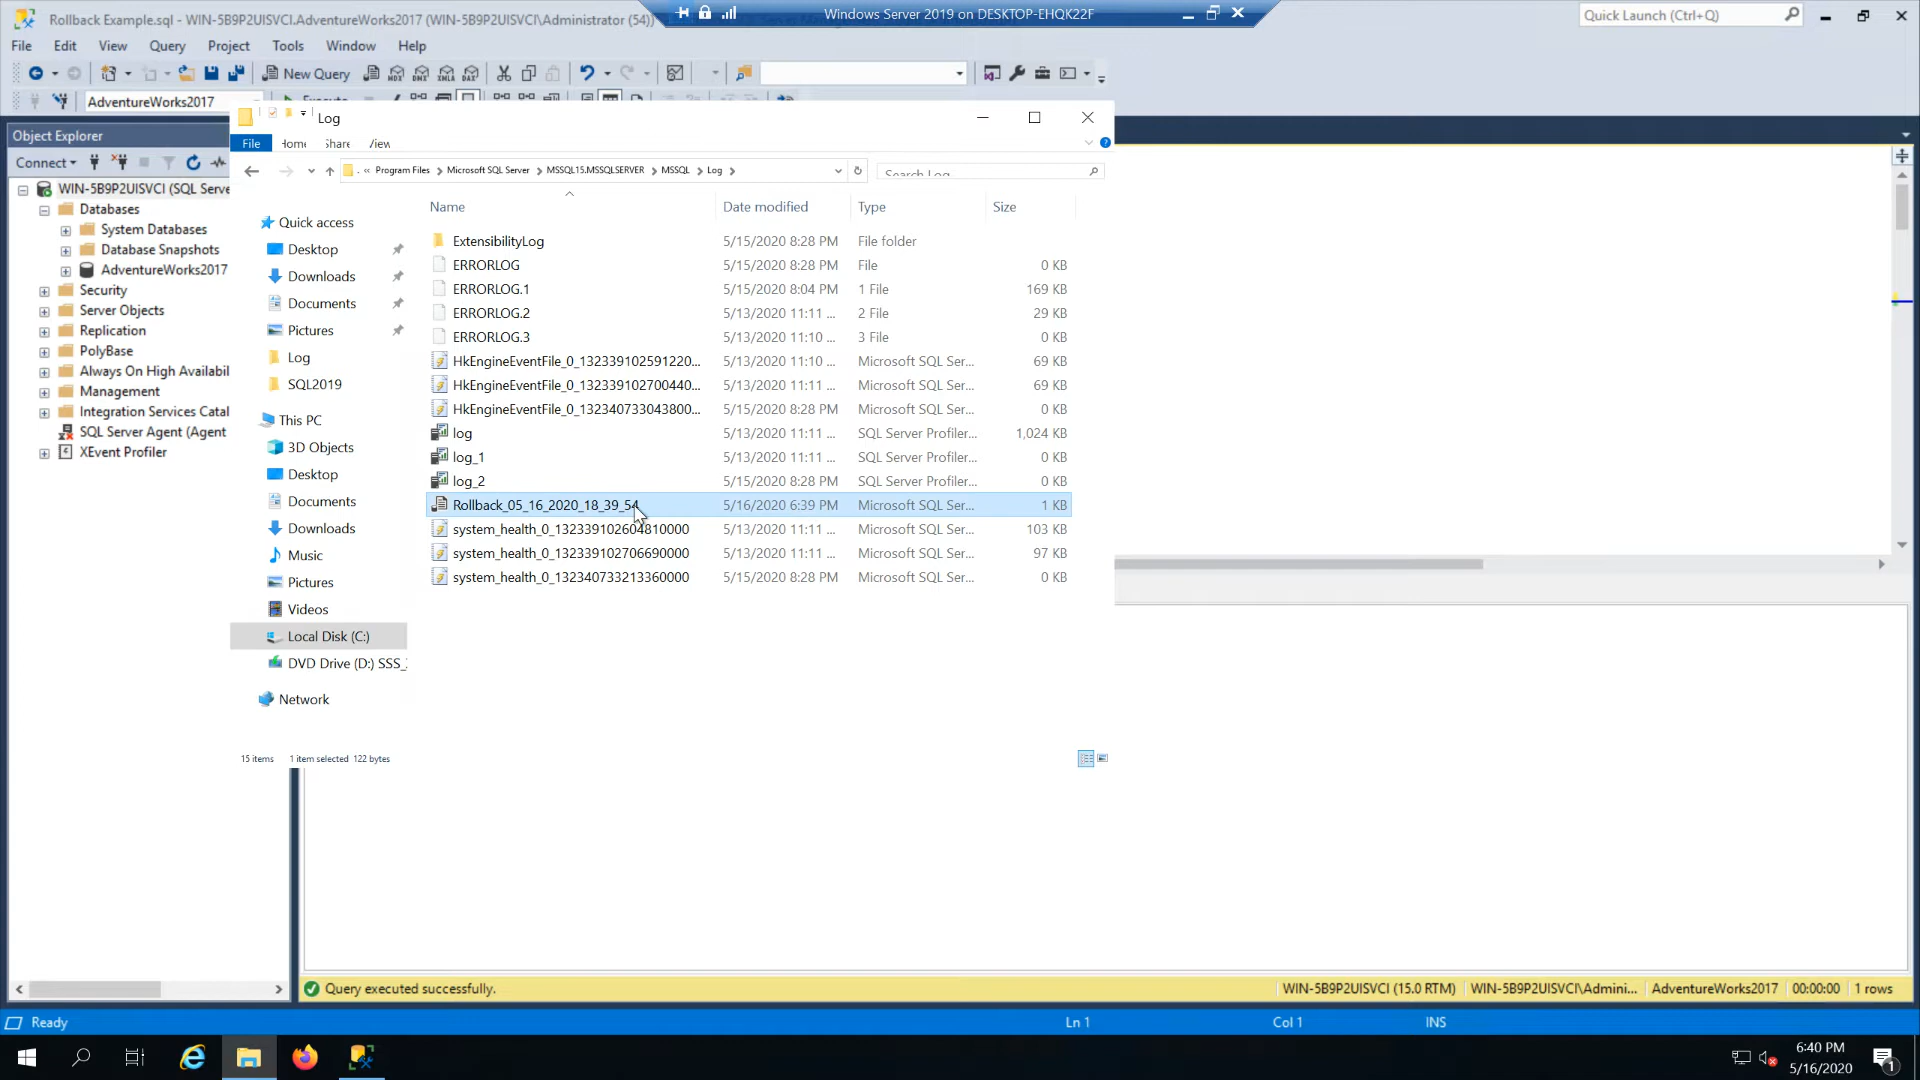 Rollback Example.sql - WIN-5B9P2UISVCI.AdventureWorks2017 (WIN-5B9P2UISVCI\Administrator (54))
Windows Server 2019 on DESKTOP-EHQK22F
Quick Launch (Ctrl+Q)
File Edit View Query Project Tools Window Help
New Query
AdventureWorks2017
Execute
Object Explorer
Connect
WIN-5B9P2UISVCI (SQL Serve
Databases
System Databases
Database Snapshots
AdventureWorks2017
Security
Server Objects
Replication
PolyBase
Always On High Availabil
Management
Integration Services Catal
SQL Server Agent (Agent
XEvent Profiler
Log
File Home Share View
« Program Files > Microsoft SQL Server > MSSQL15.MSSQLSERVER > MSSQL > Log >
Search Log
Name Date modified Type Size
Quick access
Desktop
Downloads
Documents
Pictures
Log
SQL2019
This PC
3D Objects
Desktop
Documents
Downloads
Music
Pictures
Videos
Local Disk (C:)
DVD Drive (D:) SSS_
Network
ExtensibilityLog 5/15/2020 8:28 PM File folder
ERRORLOG 5/15/2020 8:28 PM File 0 KB
ERRORLOG.1 5/15/2020 8:04 PM 1 File 169 KB
ERRORLOG.2 5/13/2020 11:11 ... 2 File 29 KB
ERRORLOG.3 5/13/2020 11:10 ... 3 File 0 KB
HkEngineEventFile_0_132339102591220... 5/13/2020 11:10 ... Microsoft SQL Ser... 69 KB
HkEngineEventFile_0_132339102700440... 5/13/2020 11:11 ... Microsoft SQL Ser... 69 KB
HkEngineEventFile_0_132340733043800... 5/15/2020 8:28 PM Microsoft SQL Ser... 0 KB
log 5/13/2020 11:11 ... SQL Server Profiler... 1,024 KB
log_1 5/13/2020 11:11 ... SQL Server Profiler... 0 KB
log_2 5/15/2020 8:28 PM SQL Server Profiler... 0 KB
Rollback_05_16_2020_18_39_54 5/16/2020 6:39 PM Microsoft SQL Ser... 1 KB
system_health_0_132339102604810000 5/13/2020 11:11 ... Microsoft SQL Ser... 103 KB
system_health_0_132339102706690000 5/13/2020 11:11 ... Microsoft SQL Ser... 97 KB
system_health_0_132340733213360000 5/15/2020 8:28 PM Microsoft SQL Ser... 0 KB
15 items 1 item selected 122 bytes
Query executed successfully. WIN-5B9P2UISVCI (15.0 RTM) WIN-5B9P2UISVCI\Admini... AdventureWorks2017 00:00:00 1 rows
Ready Ln 1 Col 1 INS
6:40 PM
5/16/2020
1